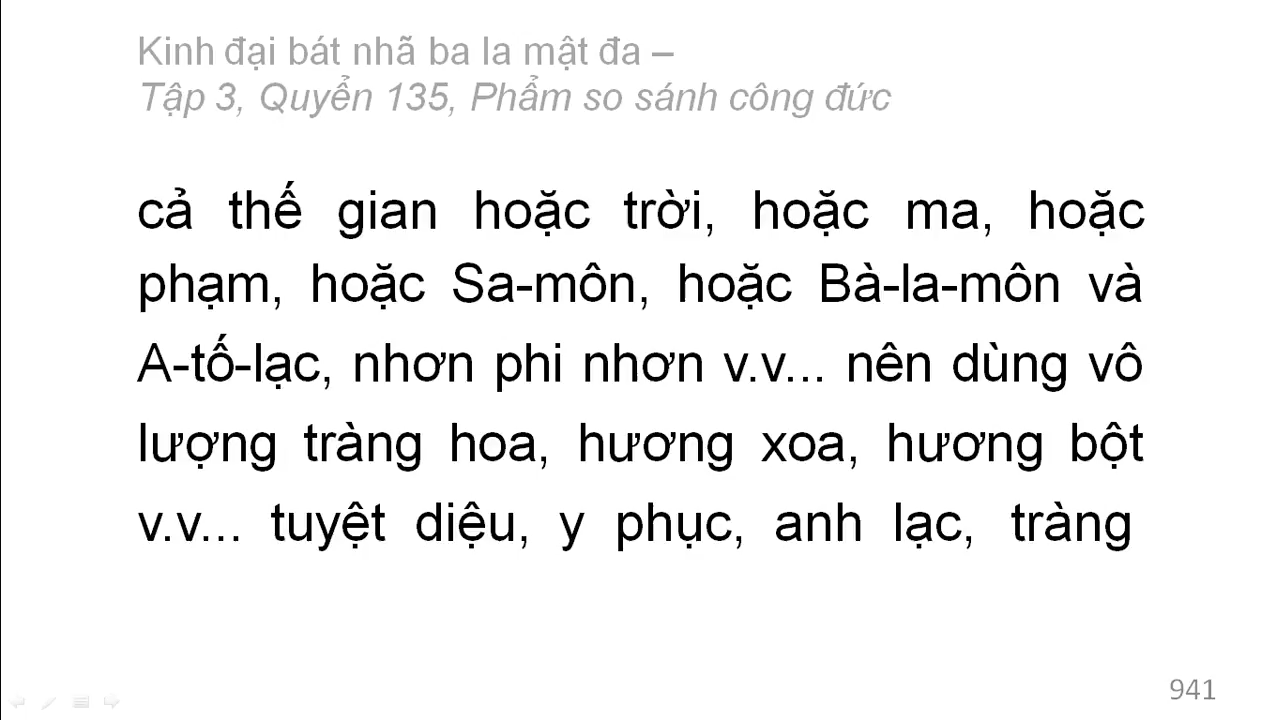 Kinh đại bát nhã ba la mật đa –
Tập 3, Quyển 135, Phẩm so sánh công đức
cả thế gian hoặc trời, hoặc ma, hoặc
phạm, hoặc Sa-môn, hoặc Bà-la-môn và
A-tố-lạc, nhơn phi nhơn v.v... nên dùng vô
lượng tràng hoa, hương xoa, hương bột
v.v... tuyệt diệu, y phục, anh lạc, tràng
941